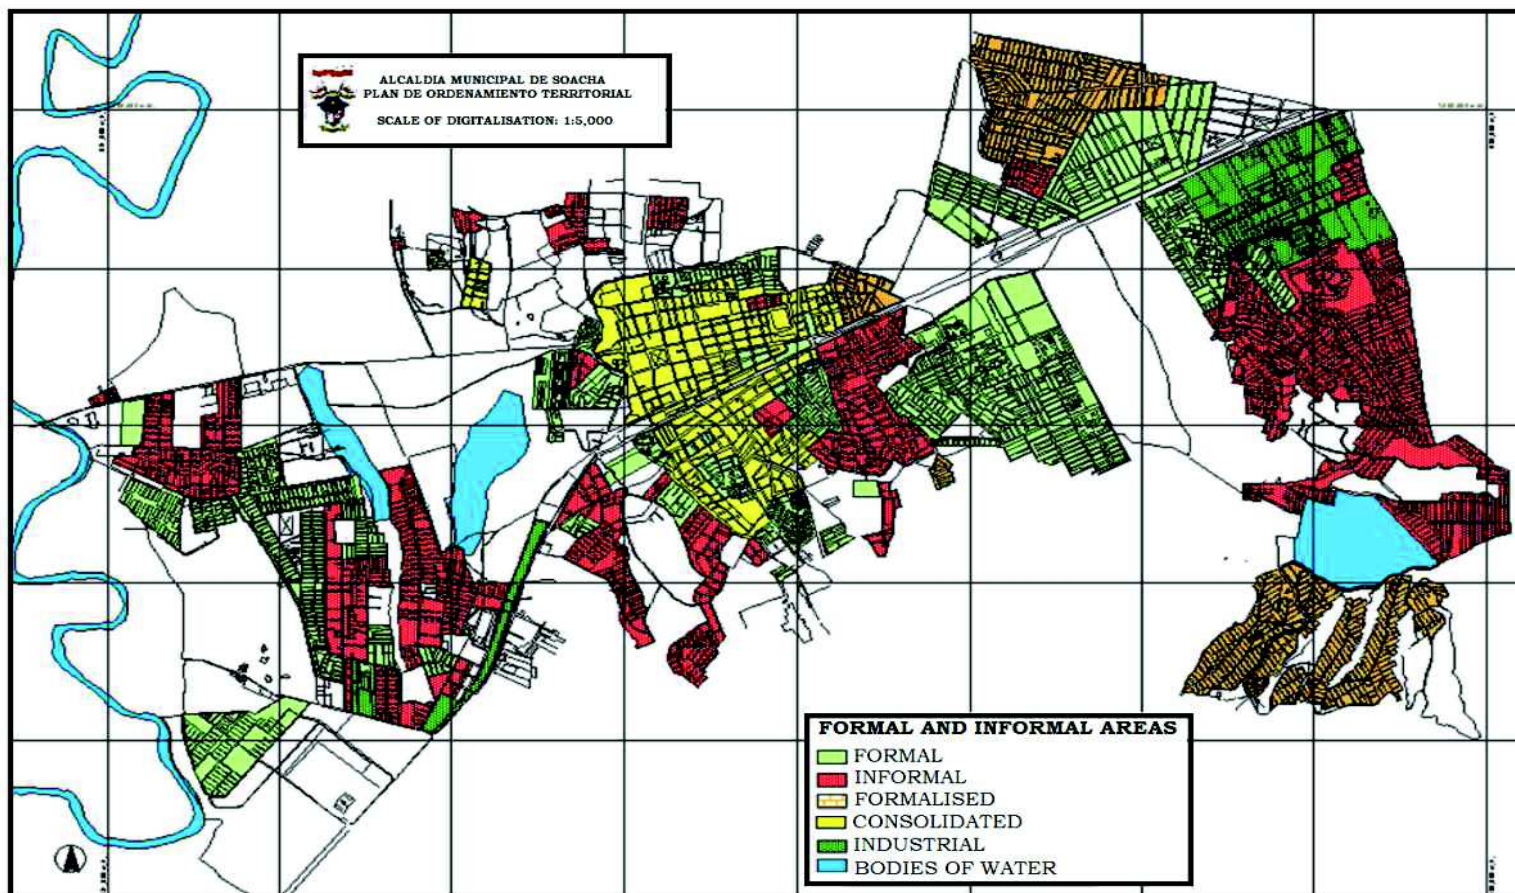 ALCALDIA MUNICIPAL DE SOACHA
PLAN DE ORDENAMIENTO TERRITORIAL
SCALE OF DIGITALISATION: 1:5,000
FORMAL AND INFORMAL AREAS
FORMAL
INFORMAL
FORMALISED
CONSOLIDATED
INDUSTRIAL
BODIES OF WATER